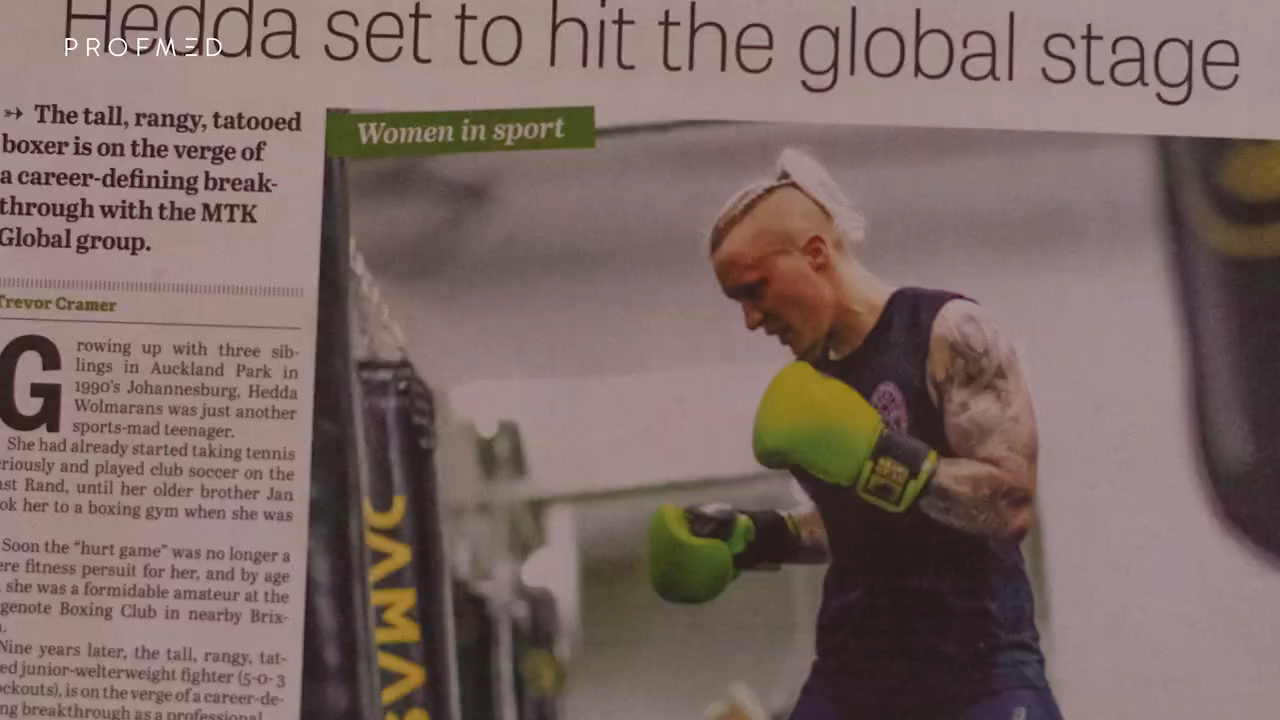 Hedda set to hit the global stage
PROFMED
➳ The tall, rangy, tatooed
boxer is on the verge of
a career-defining break-
through with the MTK
Global group.
Women in sport
Trevor Cramer
Growing up with three sib-
lings in Auckland Park in
1990's Johannesburg, Hedda
Wolmarans was just another
sports-mad teenager.
She had already started taking tennis
eriously and played club soccer on the
ast Rand, until her older brother Jan
ok her to a boxing gym when she was
Soon the "hurt game" was no longer a
ere fitness persuit for her, and by age
, she was a formidable amateur at the
genote Boxing Club in nearby Brix-
Nine years later, the tall, rangy, tat-
ed junior-welterweight fighter (5-0-3
ockouts), is on the verge of a career-de-
ng breakthrough as a professional